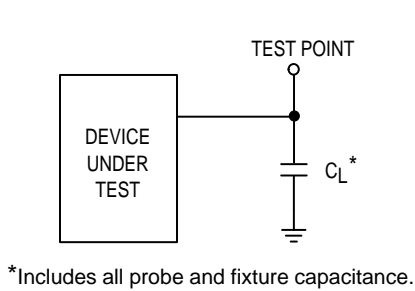 TEST POINT
DEVICE
UNDER
TEST
CL*
*Includes all probe and fixture capacitance.